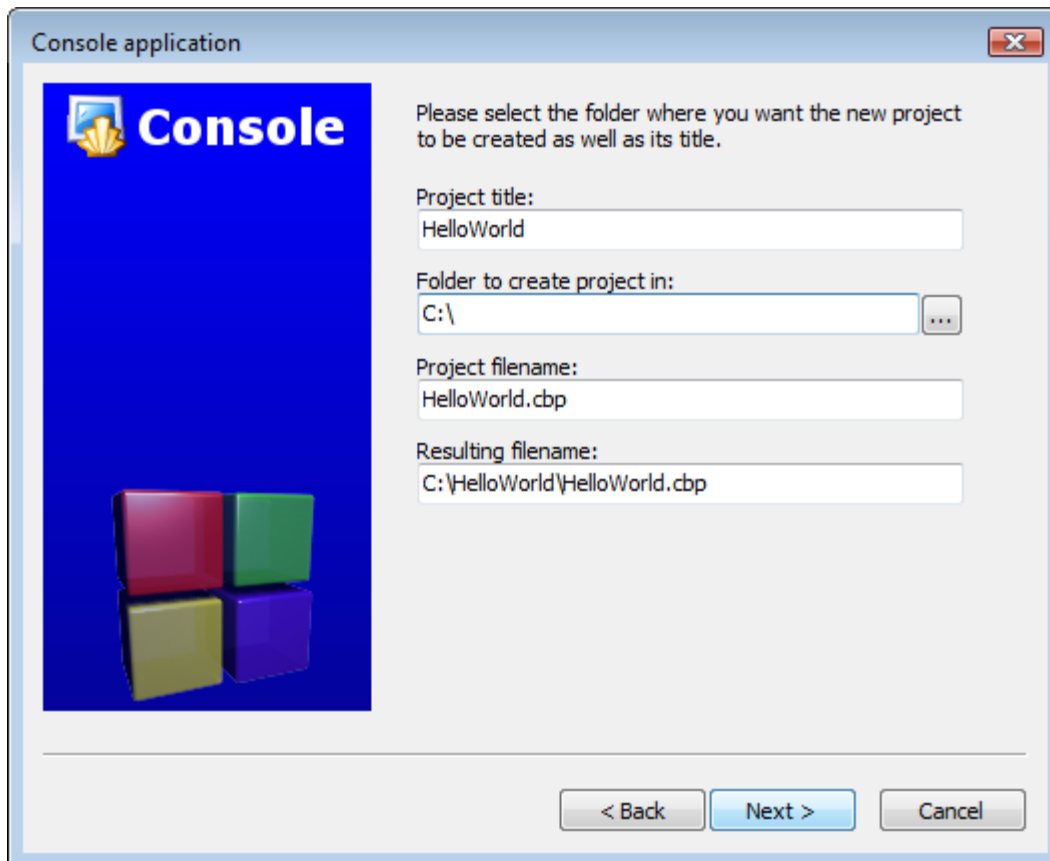 Console application
Console
Please select the folder where you want the new project
to be created as well as its title.
Project title:
HelloWorld
Folder to create project in:
C:\
...
Project filename:
HelloWorld.cbp
Resulting filename:
C:\HelloWorld\HelloWorld.cbp
< Back
Next >
Cancel